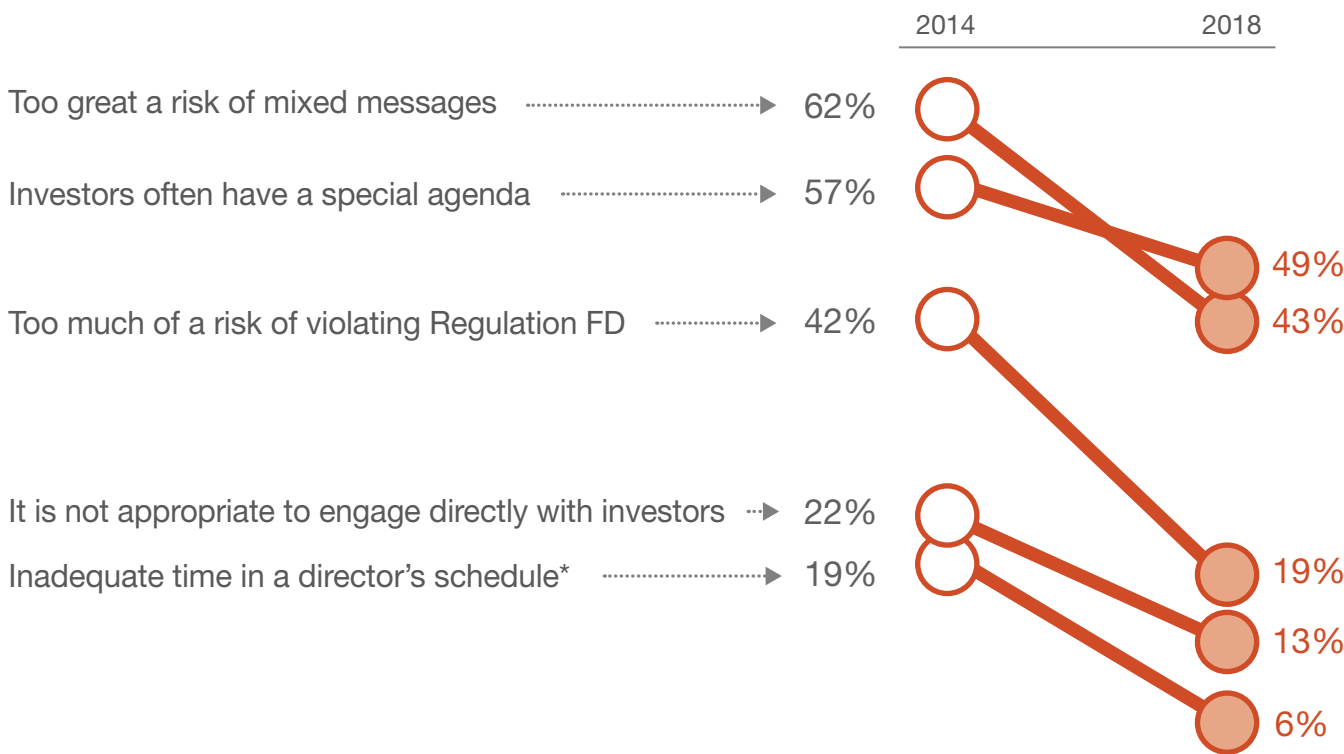 2014 2018
Too great a risk of mixed messages 62%
Investors often have a special agenda 57%
49%
Too much of a risk of violating Regulation FD 42% 43%
It is not appropriate to engage directly with investors 22%
Inadequate time in a director’s schedule* 19% 19%
13%
6%